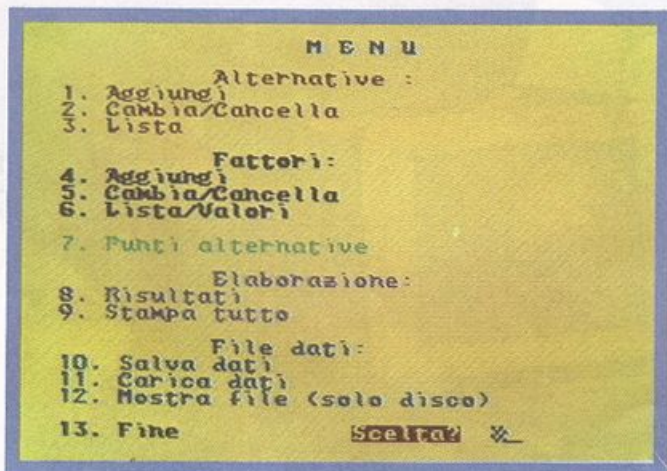 M E N U
Alternative :
1. Aggiungi
2. Cambia/Cancella
3. Lista
Fattori:
4. Aggiungi
5. Cambia/Cancella
6. Lista/Valori
7. Punti alternative
Elaborazione:
8. Risultati
9. Stampa tutto
File dati:
10. Salva dati
11. Carica dati
12. Mostra file (solo disco)
13. Fine Scelta?